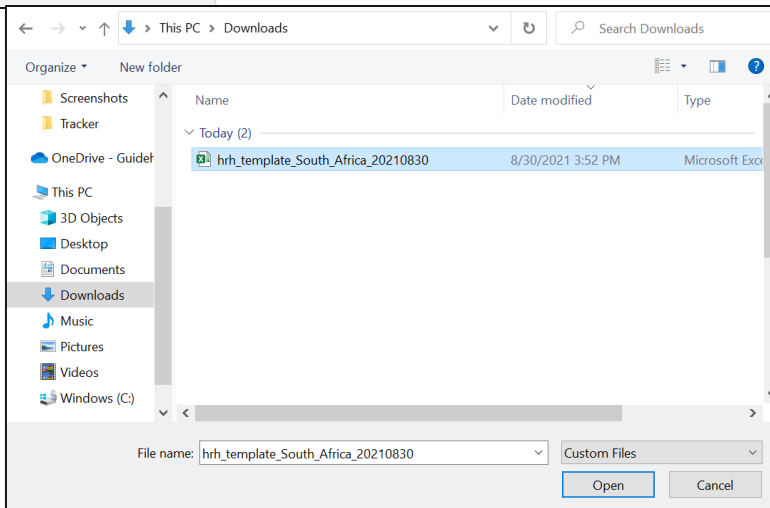 This PC > Downloads
Search Downloads
Organize
New folder
Screenshots
Tracker
OneDrive - Guideh
This PC
3D Objects
Desktop
Documents
Downloads
Music
Pictures
Videos
Windows (C:)
Name
Date modified
Type
Today (2)
hrh_template_South_Africa_20210830
8/30/2021 3:52 PM
Microsoft Exce
File name:
hrh_template_South_Africa_20210830
Custom Files
Open
Cancel